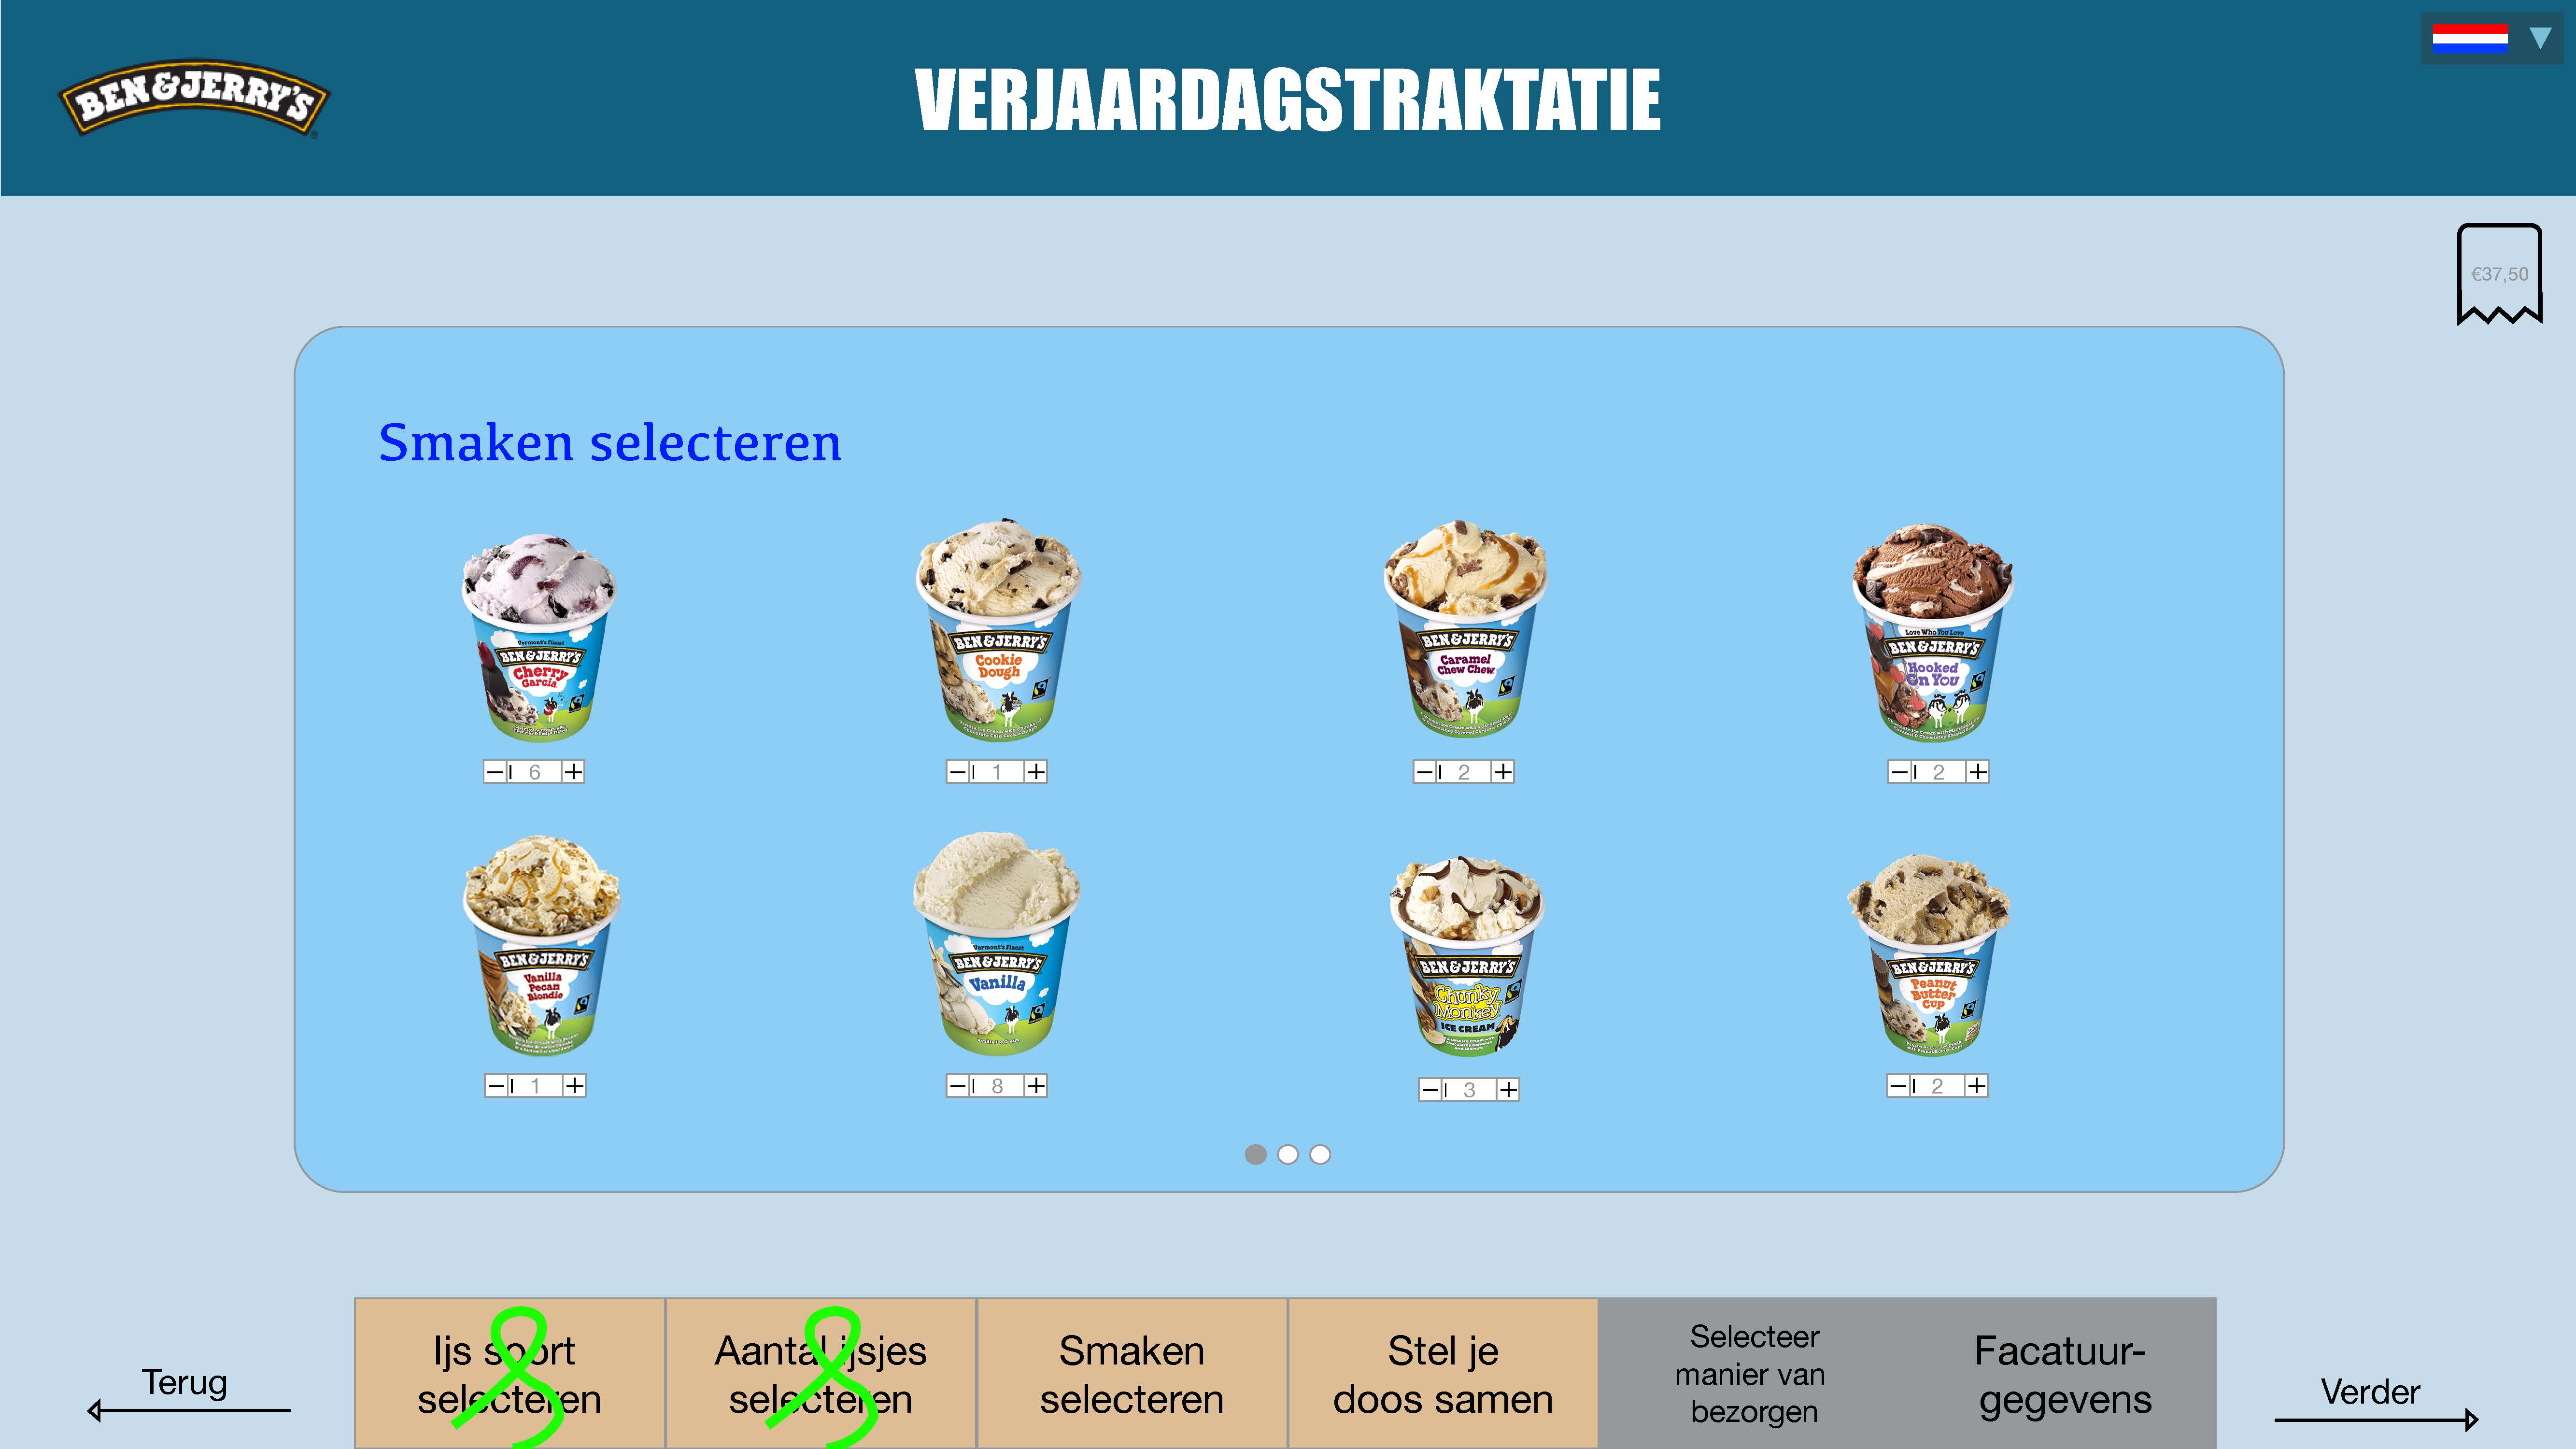 BEN & JERRY'S
VERJAARDAGSTRAKTATIE
€37,50
Smaken selecteren
Vermont's Finest
BEN & JERRY'S
Cherry
Garcia
BEN & JERRY'S
Cookie
Dough
BEN & JERRY'S
Caramel
Chew Chew
Love Who You Love
BEN & JERRY'S
Hooked
On You
6
1
2
2
BEN & JERRY'S
Vanilla
Pecan
Blondie
Vermont's Finest
BEN & JERRY'S
Vanilla
BEN & JERRY'S
Chunky
Monkey
ICE CREAM
BEN & JERRY'S
Peanut
Butter
Cup
1
8
3
2
Terug
Ijs soort
selecteren
Aantal ijsjes
selecteren
Smaken
selecteren
Stel je
doos samen
Selecteer
manier van
bezorgen
Facatuur-
gegevens
Verder